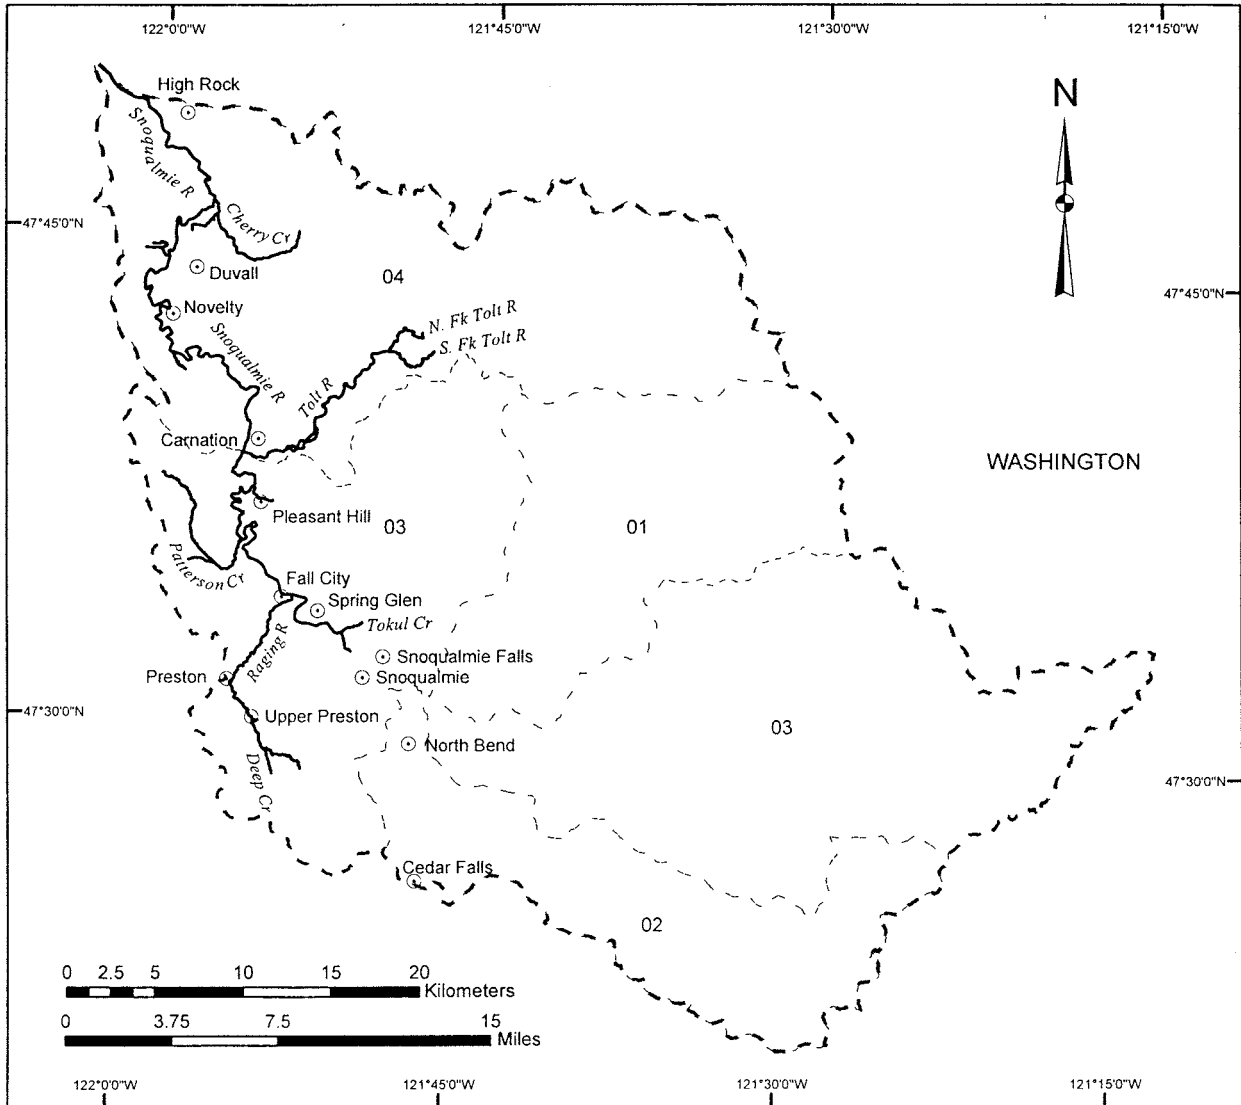 122°0'0"W
121°45'0"W
121°30'0"W
121°15'0"W
High Rock
N
Snoqualmie R
Cherry Cr
47°45'0"N
Duvall
04
47°45'0"N
Novelty
Snoqualmie R
N. Fk Tolt R
S. Fk Tolt R
Tolt R
Carnation
WASHINGTON
Pleasant Hill
03
01
Patterson Cr
Fall City
Spring Glen
Tokul Cr
Raging R
Snoqualmie Falls
Preston
Snoqualmie
47°30'0"N
Upper Preston
03
North Bend
Deep Cr
47°30'0"N
Cedar Falls
02
0 2.5 5 10 15 20
Kilometers
0 3.75 7.5 15
Miles
122°0'0"W
121°45'0"W
121°30'0"W
121°15'0"W